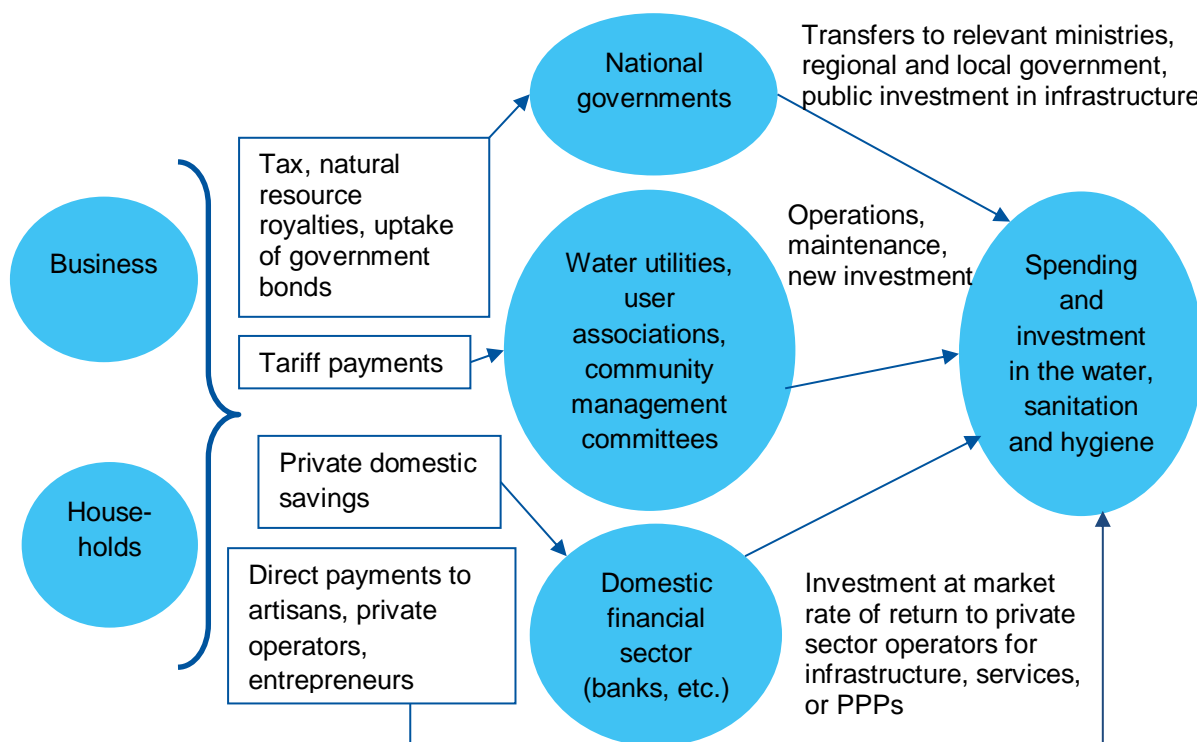 Business
House-
holds
Tax, natural
resource
royalties, uptake
of government
bonds
Tariff payments
Private domestic
savings
Direct payments to
artisans, private
operators,
entrepreneurs
National
governments
Water utilities,
user
associations,
community
management
committees
Domestic
financial
sector
(banks, etc.)
Transfers to relevant ministries,
regional and local government,
public investment in infrastructure
Operations,
maintenance,
new investment
Investment at market
rate of return to private
sector operators for
infrastructure, services,
or PPPs
Spending
and
investment
in the water,
sanitation
and hygiene